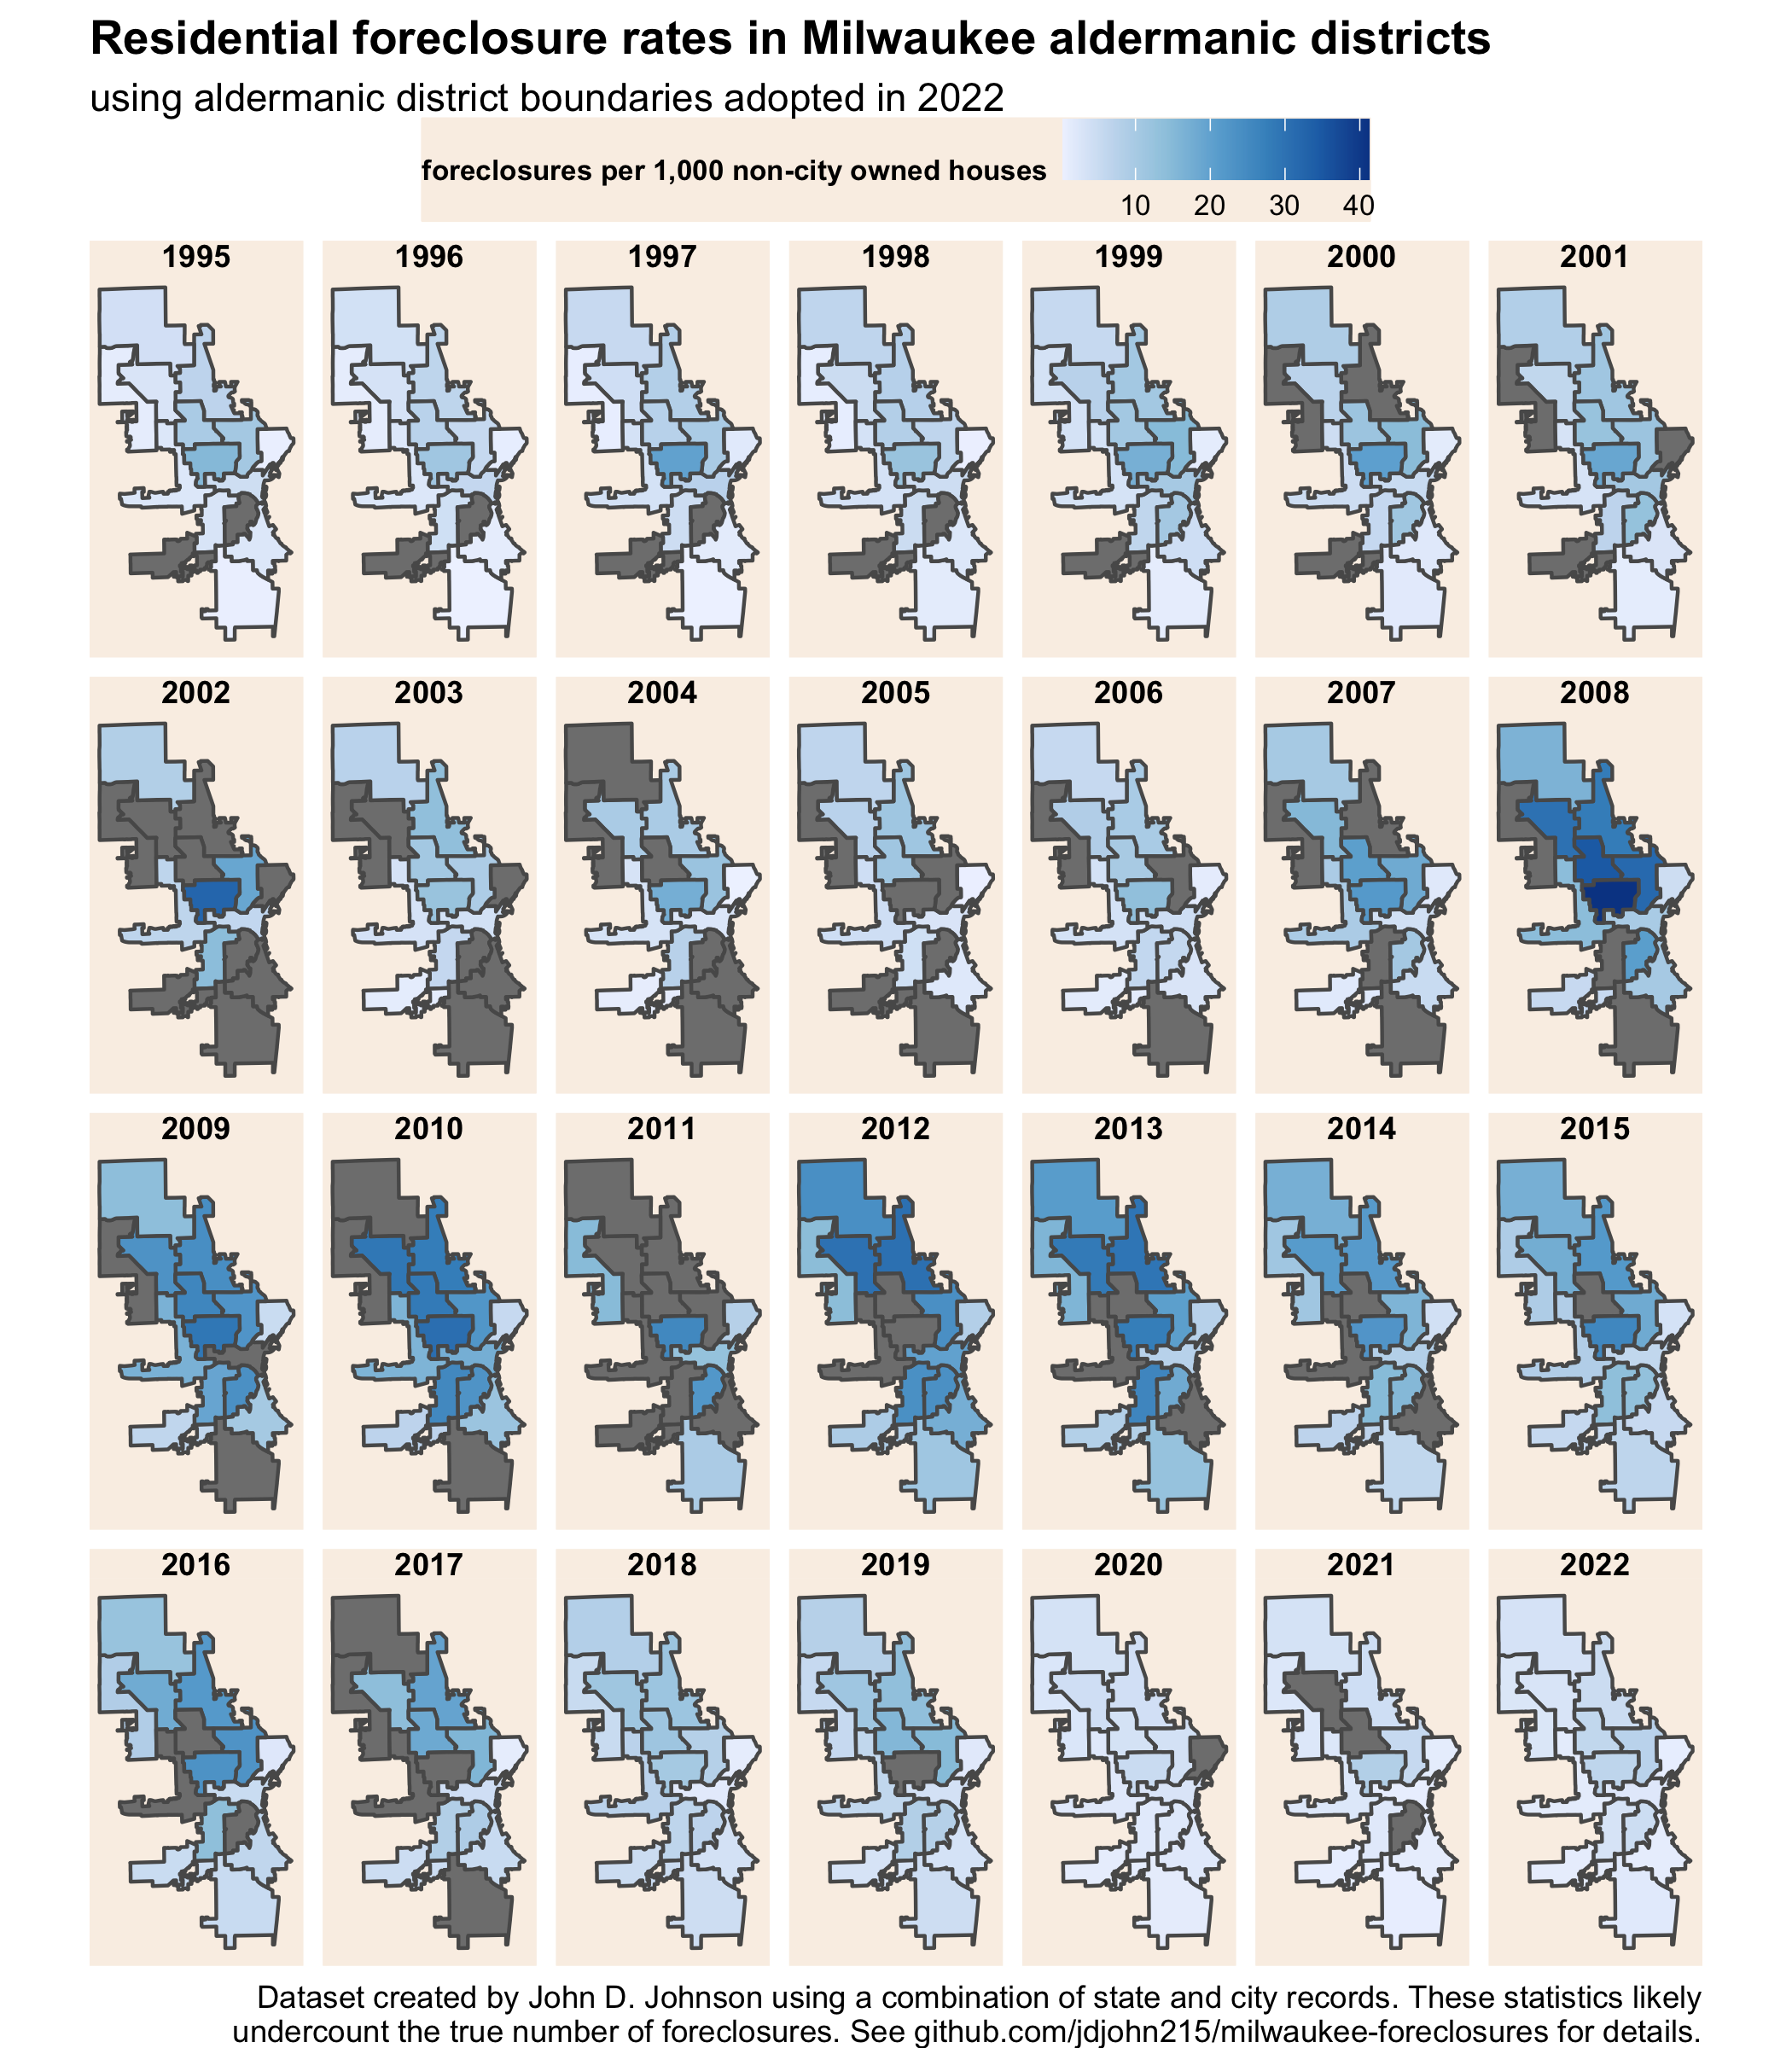 Residential foreclosure rates in Milwaukee aldermanic districts
using aldermanic district boundaries adopted in 2022
foreclosures per 1,000 non-city owned houses
10 20 30 40
1995 1996 1997 1998 1999 2000 2001
2002 2003 2004 2005 2006 2007 2008
2009 2010 2011 2012 2013 2014 2015
2016 2017 2018 2019 2020 2021 2022
Dataset created by John D. Johnson using a combination of state and city records. These statistics likely
undercount the true number of foreclosures. See github.com/jdjohn215/milwaukee-foreclosures for details.